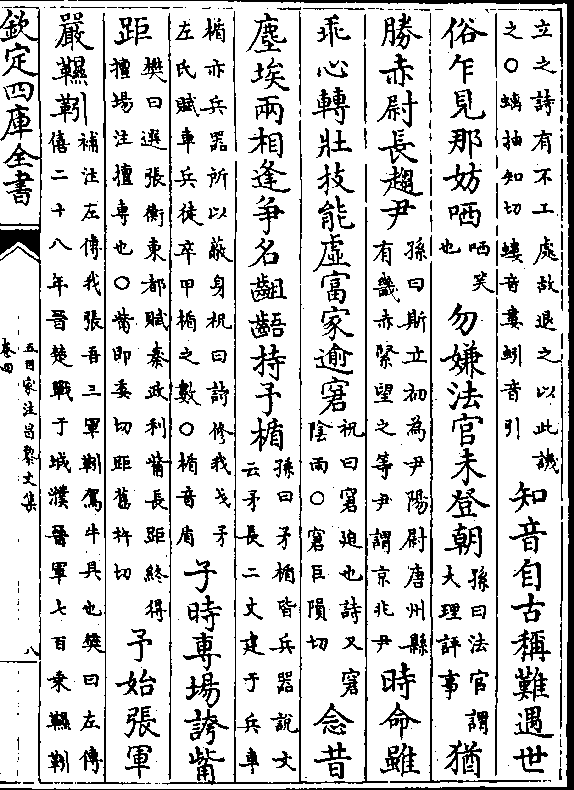 立之詩有不工處故退之以此譏
之〇螭抽知切螻音婁蚓音引
知音自古稱難遇世
俗乍見那妨哂
哂笑
也
勿嫌法官未登朝
孫曰法官謂
大理評事
猶
勝赤尉長趨尹
孫曰斯立初為尹陽尉唐州縣
有畿赤緊望之等尹謂京兆尹
時命雖
乖心轉壯技能虛富家逾窘
祝曰窘迫也詩又窘
陰雨〇窘巨隕切
念昔
塵埃兩相逢爭名齟齬持予楯
孫曰矛楯皆兵器說文
云矛長二丈建于兵車
楯亦兵器所以蔽身祝曰詩修我戈矛
左氏賦車兵徒卒甲楯之數〇楯音盾
子時專場誇觜
距
樊曰選張衡東都賦秦政利觜長距終得
擅場注擅專也〇觜即委切距舊杵切
予始張軍
嚴韅靷
補注左傳我張吾三軍靷駕牛具也樊曰左傳
僖二十八年晉楚戰于城濮晉軍七百乘韅靷
欽定四庫全書
卷四
五百家注昌黎文集
八